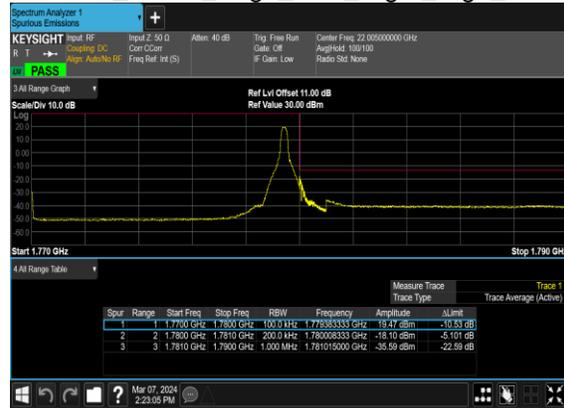 Spectrum Analyzer 1
Spurious Emissions
KEYSIGHT Input: RF Input Z: 50 Ω Atten: 40 dB Trig: Free Run Center Freq: 22.005000000 GHz
R T Coupling: DC Corr CCorr Gate: Off Avg|Hold: 100/100
Align: Auto/No RF Freq Ref: Int (S) IF Gain: Low Radio Std: None
PASS
3 All Range Graph
Ref Lvl Offset 11.00 dB
Scale/Div 10.0 dB Ref Value 30.00 dBm
Log
20.0
10.0
0.00
-10.0
-20.0
-30.0
-40.0
-50.0
-60.0
Start 1.770 GHz Stop 1.790 GHz
4 All Range Table
Measure Trace Trace 1
Trace Type Trace Average (Active)
Spur Range Start Freq Stop Freq RBW Frequency Amplitude ΔLimit
1 1 1.7700 GHz 1.7800 GHz 100.0 kHz 1.779383333 GHz 19.47 dBm -10.53 dB
2 2 1.7800 GHz 1.7810 GHz 200.0 kHz 1.780008333 GHz -18.10 dBm -5.101 dB
3 3 1.7810 GHz 1.7900 GHz 1.000 MHz 1.781015000 GHz -35.59 dBm -22.59 dB
Mar 07, 2024
2:23:05 PM